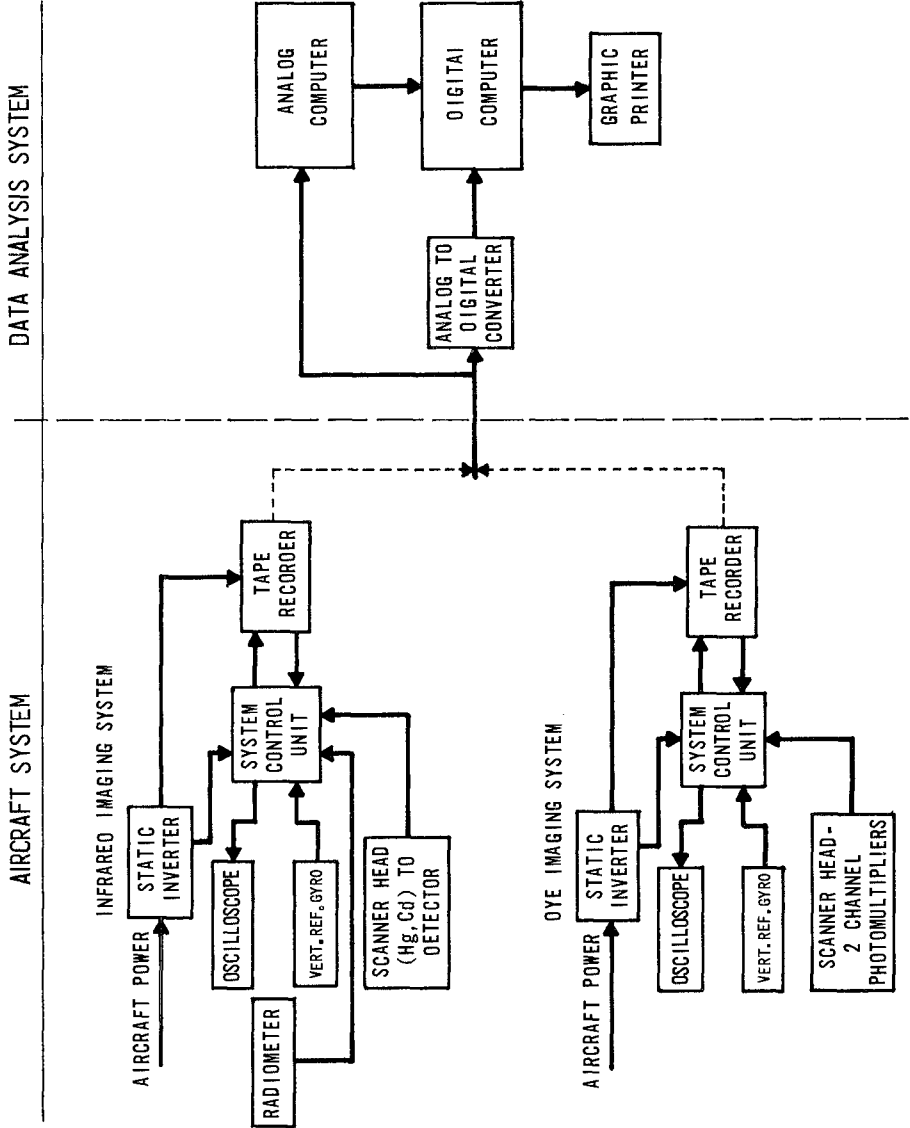 AIRCRAFT SYSTEM
DATA ANALYSIS SYSTEM
INFRAREO IMAGING SYSTEM
AIRCRAFT POWER
STATIC
INVERTER
TAPE
RECOROER
OSCILLOSCOPE
SYSTEM
CONTROL
UNIT
VERT. REF. GYRO
RADIOMETER
SCANNER HEAD
(Hg,Cd) TO
OETECTOR
OYE IMAGING SYSTEM
AIRCRAFT POWER
STATIC
INVERTER
TAPE
RECORDER
OSCILLOSCOPE
SYSTEM
CONTROL
UNIT
VERT. REF. GYRO
SCANNER HEAD-
2 CHANNEL
PHOTOMULTIPLIERS
ANALOG
COMPUTER
ANALOG TO
OIGITAL
CONVERTER
OIGITAI
COMPUTER
GRAPHIC
PRINTER